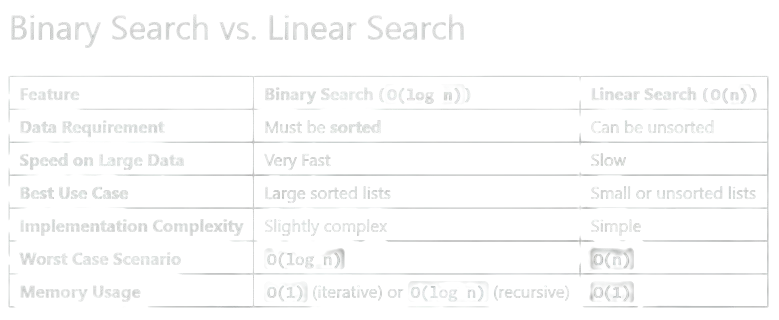 Binary Search vs. Linear Search
Feature Binary Search (O(log n)) Linear Search (O(n))
Data Requirement Must be sorted Can be unsorted
Speed on Large Data Very Fast Slow
Best Use Case Large sorted lists Small or unsorted lists
Implementation Complexity Slightly complex Simple
Worst Case Scenario O(log n) O(n)
Memory Usage O(1) (iterative) or O(log n) (recursive) O(1)